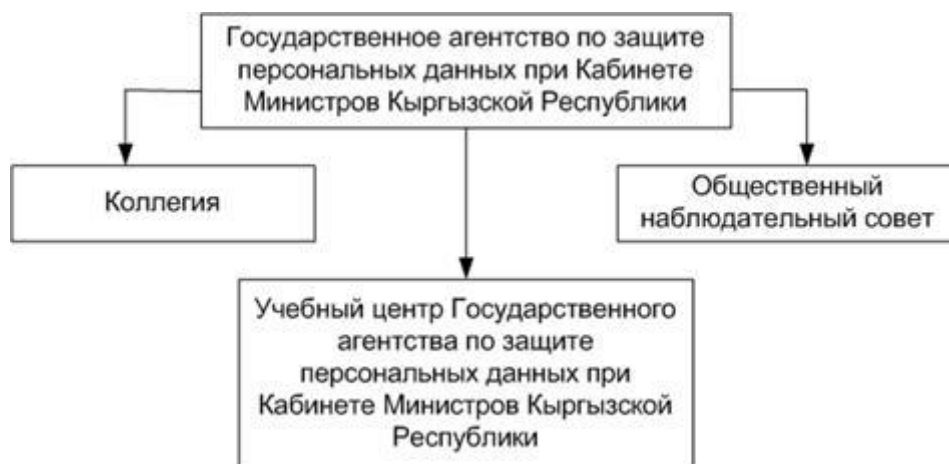 Государственное агентство по защите
персональных данных при Кабинете
Министров Кыргызской Республики
Коллегия
Общественный
наблюдательный совет
Учебный центр Государственного
агентства по защите
персональных данных при
Кабинете Министров Кыргызской
Республики